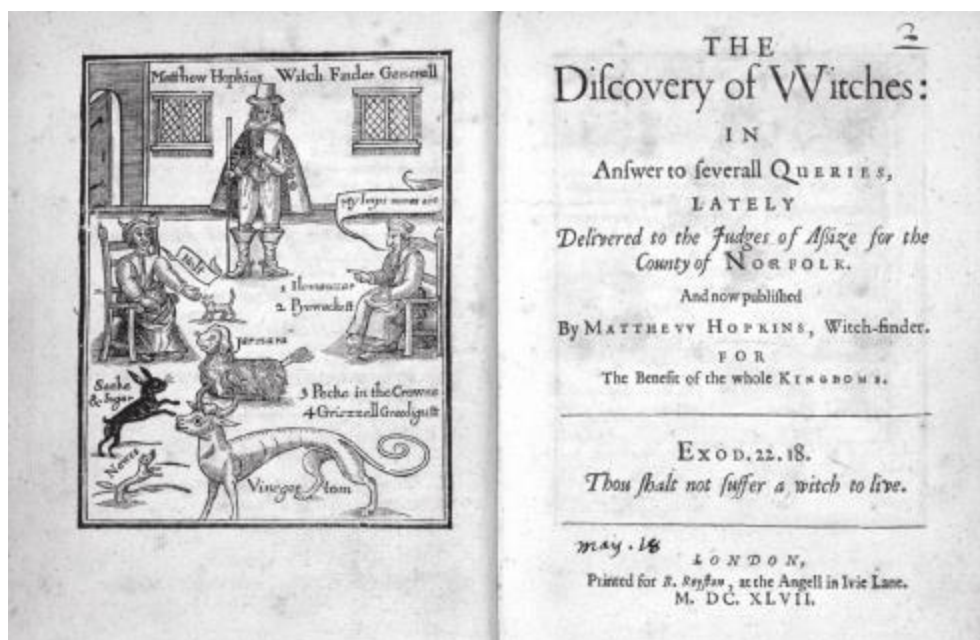 Matthew Hopkins Witch Finder Generall
My Imps names are
Holt
1 Ilemauzar
2 Pyewackett
Jarmara
3 Pecke in the Crowne
4 Griezzell Greedigutt
Sacke
& Sugar
Newes
Vinegar tom
2
THE
Diſcovery of VVitches:
IN
Anſwer to ſeverall QUERIES,
LATELY
Delivered to the Judges of Aſsize for the
County of NORFOLK.
And now publiſhed
By MATTHEVV HOPKINS, Witch-finder.
FOR
The Benefit of the whole KINGDOME.
EXOD. 22.18.
Thou ſhalt not ſuffer a witch to live.
may. 18
LONDON,
Printed for R. Royſton, at the Angell in Ivie Lane.
M. DC. XLVII.